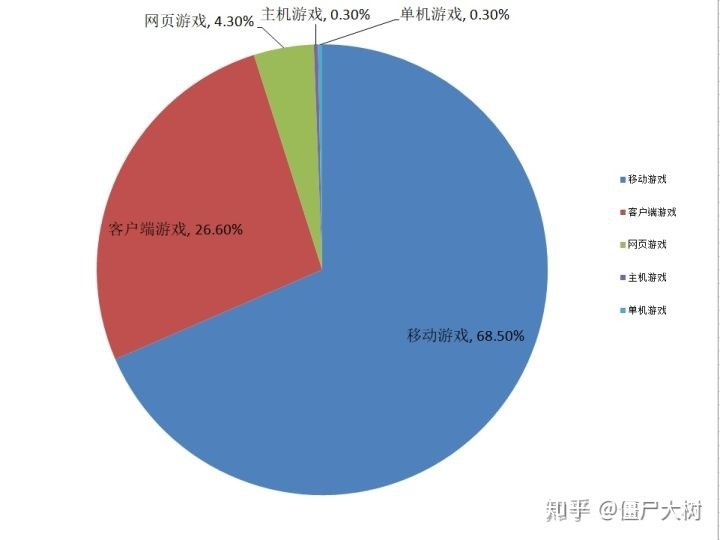 网页游戏, 4.30%
主机游戏, 0.30%
单机游戏, 0.30%
客户端游戏, 26.60%
移动游戏, 68.50%
移动游戏
客户端游戏
网页游戏
主机游戏
单机游戏
知乎 @僵尸大树